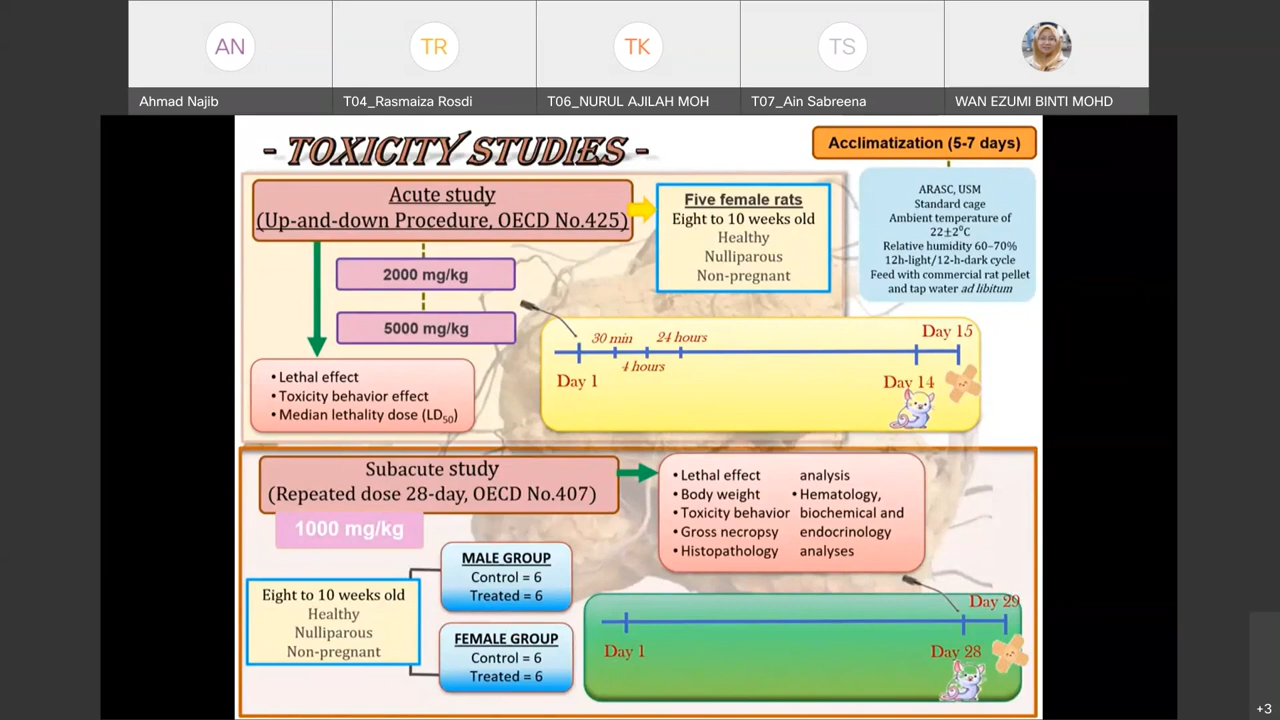 AN
TR
TK
TS
Ahmad Najib
T04_Rasmaiza Rosdi
T06_NURUL AJILAH MOH
T07_Ain Sabreena
WAN EZUMI BINTI MOHD
- TOXICITY STUDIES -
Acclimatization (5-7 days)
ARASC, USM
Standard cage
Ambient temperature of
22±2⁰C
Relative humidity 60–70%
12h-light/12-h-dark cycle
Feed with commercial rat pellet
and tap water ad libitum
Acute study
(Up-and-down Procedure, OECD No.425)
Five female rats
Eight to 10 weeks old
Healthy
Nulliparous
Non-pregnant
2000 mg/kg
5000 mg/kg
• Lethal effect
• Toxicity behavior effect
• Median lethality dose (LD50)
30 min
24 hours
Day 15
4 hours
Day 1
Day 14
Subacute study
(Repeated dose 28-day, OECD No.407)
1000 mg/kg
• Lethal effect
• Body weight
• Toxicity behavior
• Gross necropsy
• Histopathology
analysis
• Hematology,
biochemical and
endocrinology
analyses
Eight to 10 weeks old
Healthy
Nulliparous
Non-pregnant
MALE GROUP
Control = 6
Treated = 6
FEMALE GROUP
Control = 6
Treated = 6
Day 29
Day 1
Day 28
+3